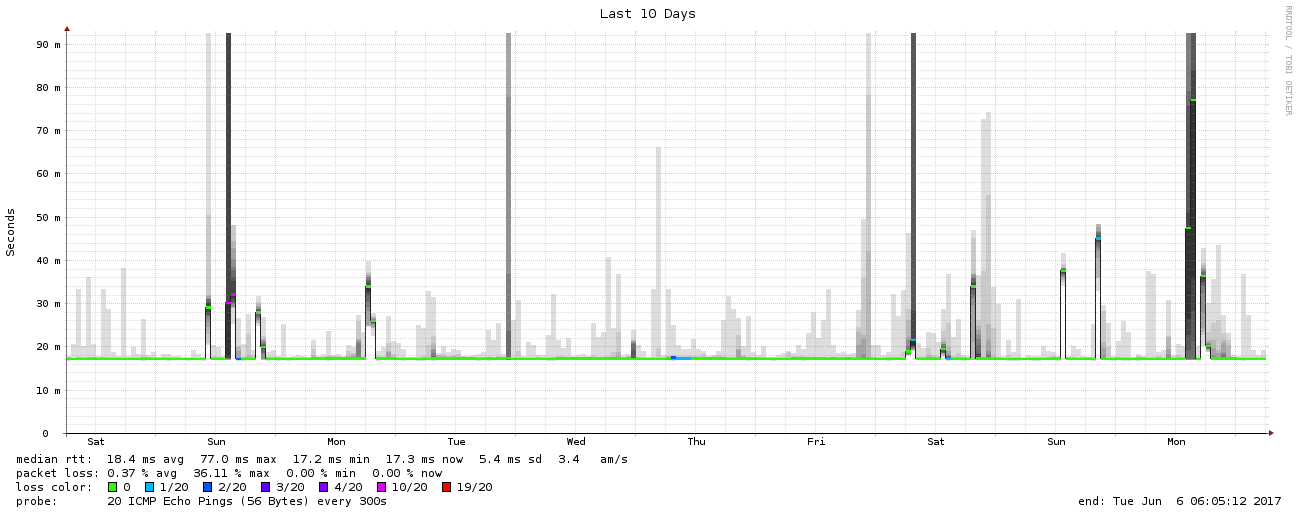 Last 10 Days
RRDTOOL / TOBI OETIKER
Seconds
90 m
80 m
70 m
60 m
50 m
40 m
30 m
20 m
10 m
0
Sat Sun Mon Tue Wed Thu Fri Sat Sun Mon
median rtt: 18.4 ms avg 77.0 ms max 17.2 ms min 17.3 ms now 5.4 ms sd 3.4 am/s
packet loss: 0.37 % avg 36.11 % max 0.00 % min 0.00 % now
loss color: 0 1/20 2/20 3/20 4/20 10/20 19/20
probe: 20 ICMP Echo Pings (56 Bytes) every 300s end: Tue Jun 6 06:05:12 2017